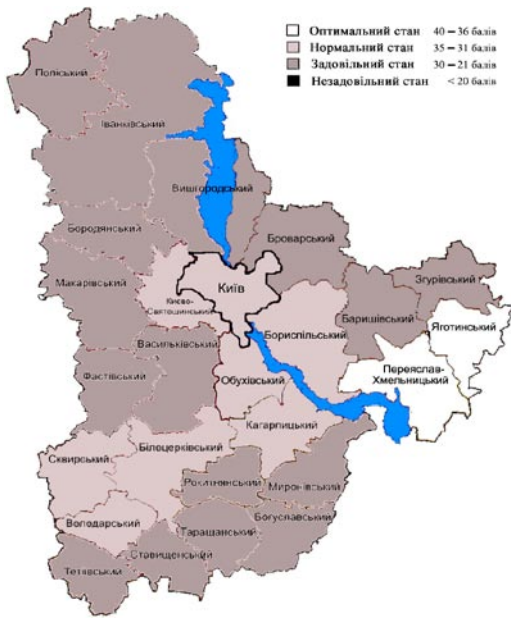 Оптимальний стан 40 – 36 балів
Нормальний стан 35 – 31 балів
Задовільний стан 30 – 21 балів
Незадовільний стан < 20 балів
Поліський
Іванківський
Вишгородський
Бородянський
Броварський
Макарівський
Києво-
Святошинський
Київ
Згурівський
Баришівський
Яготинський
Бориспільський
Васильківський
Переяслав-
Хмельницький
Фастівський
Обухівський
Кагарлицький
Білоцерківський
Сквирський
Рокитнянський
Миронівський
Володарський
Богуславський
Таращанський
Ставищенський
Тетіївський